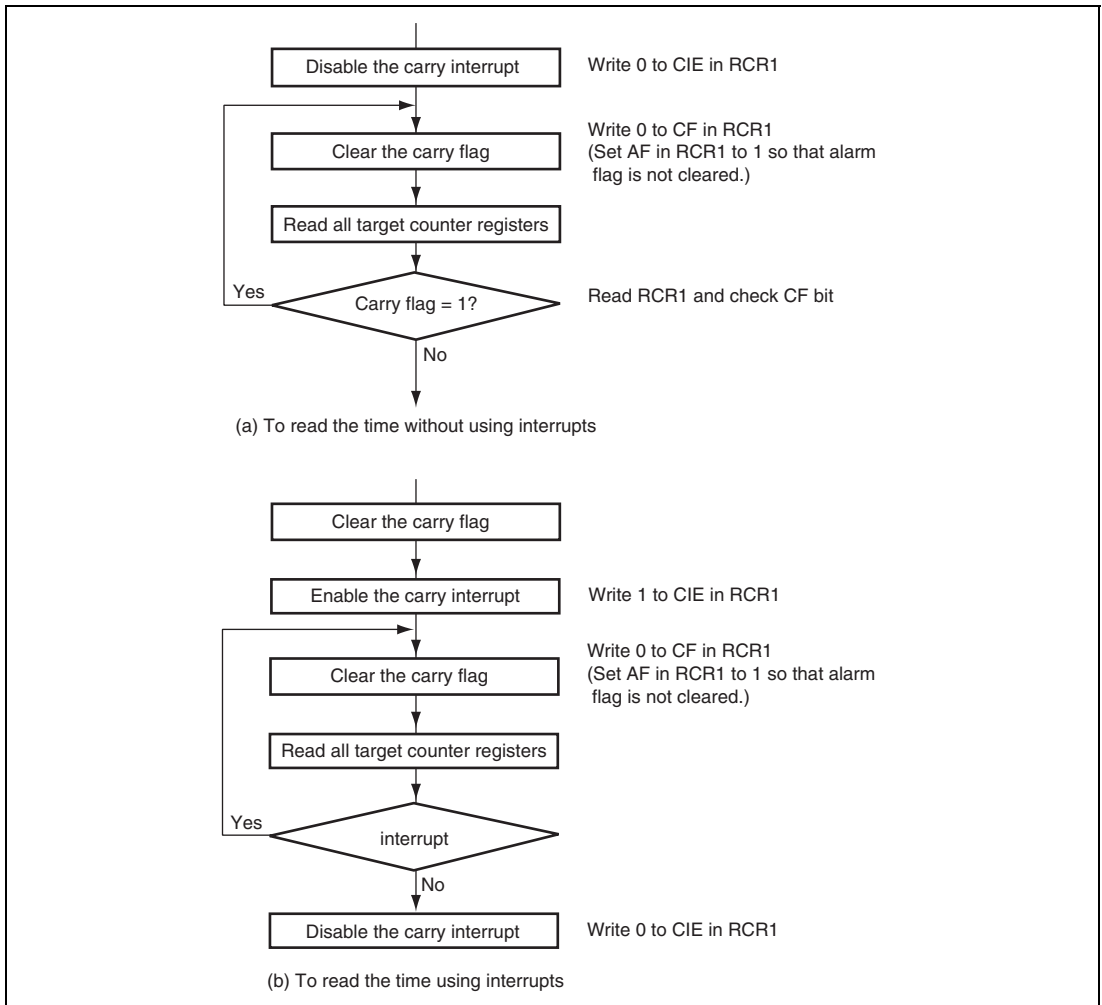 Disable the carry interrupt
Write 0 to CIE in RCR1
Write 0 to CF in RCR1
(Set AF in RCR1 to 1 so that alarm
flag is not cleared.)
Clear the carry flag
Read all target counter registers
Yes
Carry flag = 1?
Read RCR1 and check CF bit
No
(a) To read the time without using interrupts
Clear the carry flag
Enable the carry interrupt
Write 1 to CIE in RCR1
Write 0 to CF in RCR1
(Set AF in RCR1 to 1 so that alarm
flag is not cleared.)
Clear the carry flag
Read all target counter registers
Yes
interrupt
No
Disable the carry interrupt
Write 0 to CIE in RCR1
(b) To read the time using interrupts